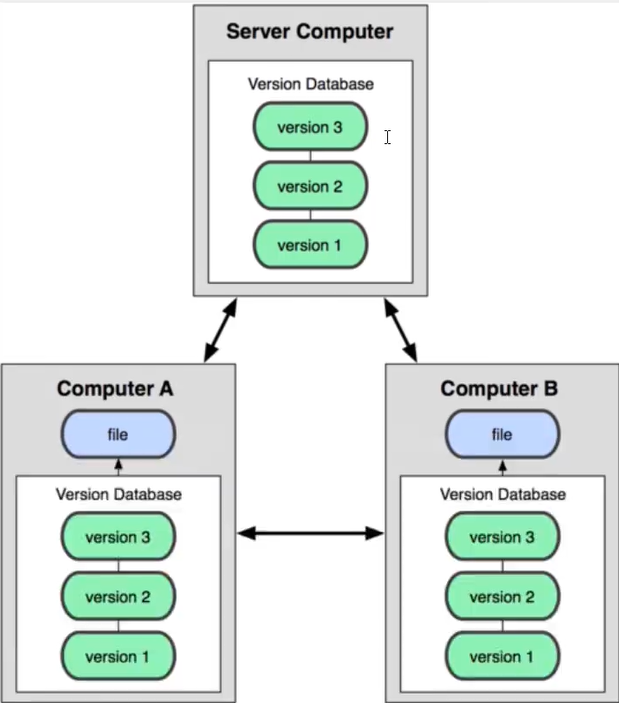 Server Computer
Version Database
version 3
version 2
version 1
Computer A
file
Version Database
version 3
version 2
version 1
Computer B
file
Version Database
version 3
version 2
version 1